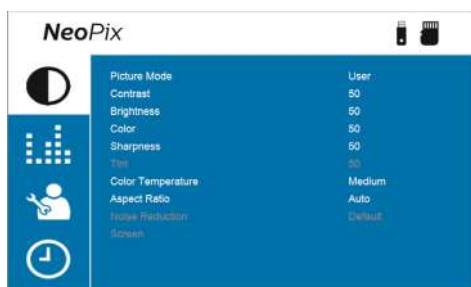 NeoPix
Picture Mode User
Contrast 50
Brightness 50
Color 50
Sharpness 50
Tint 50
Color Temperature Medium
Aspect Ratio Auto
Noise Reduction Default
Screen